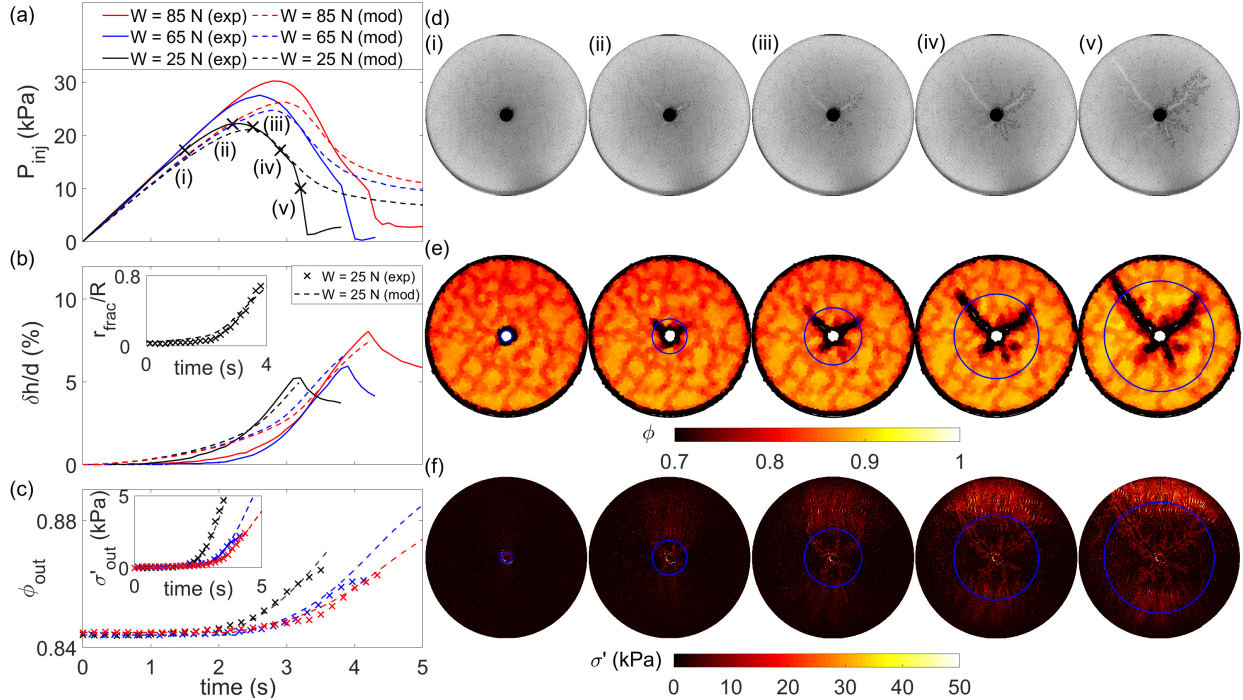 (a)
W = 85 N (exp) W = 85 N (mod)
W = 65 N (exp) W = 65 N (mod)
W = 25 N (exp) W = 25 N (mod)
30
20
10
0
P_inj (kPa)
(i)
(ii)
(iii)
(iv)
(v)
(b)
W = 25 N (exp)
W = 25 N (mod)
10
5
0
δh/d (%)
0.8
0
r_frac/R
0 4
time (s)
(c)
0.88
0.84
ϕ_out
5
0
σ'_out (kPa)
0 5
time (s)
0 1 2 3 4 5
time (s)
(d)
(i) (ii) (iii) (iv) (v)
(e)
ϕ
0.7 0.8 0.9 1
(f)
σ' (kPa)
0 10 20 30 40 50